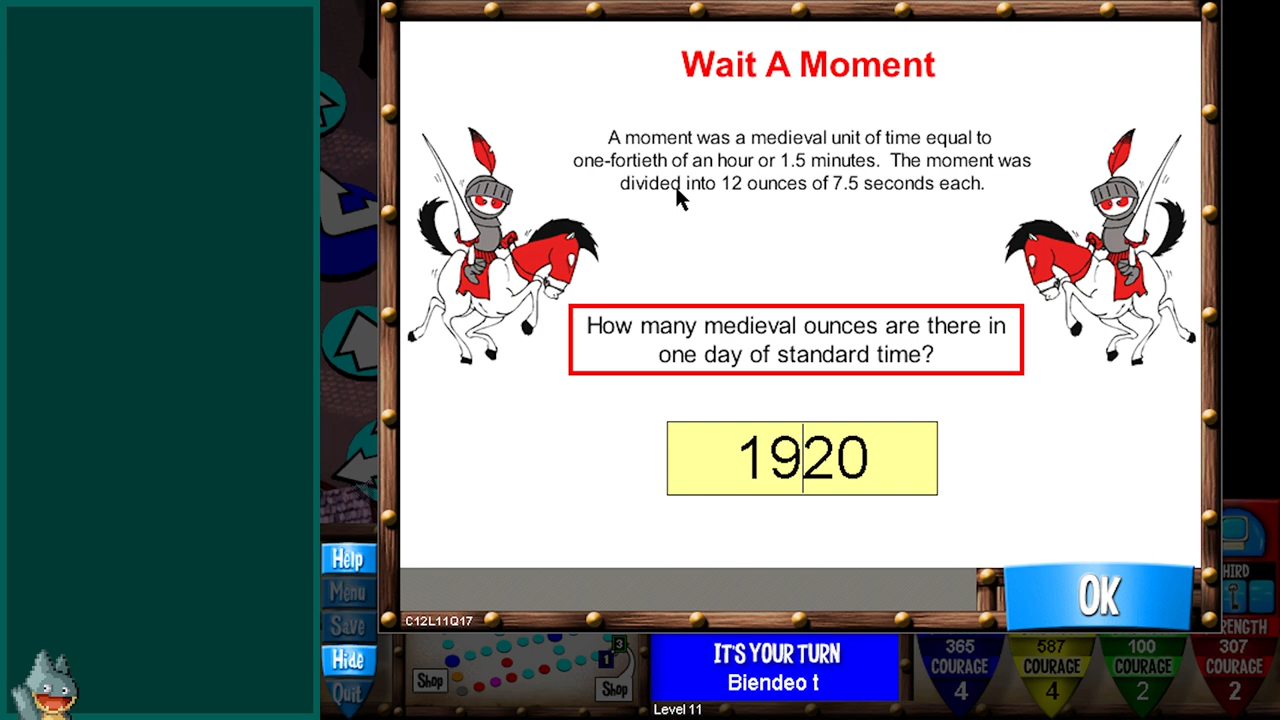 Wait A Moment
A moment was a medieval unit of time equal to
one-fortieth of an hour or 1.5 minutes. The moment was
divided into 12 ounces of 7.5 seconds each.
How many medieval ounces are there in
one day of standard time?
1920
OK
C12L11Q17
Help
Menu
Save
Hide
Quit
Shop
1
3
Shop
IT'S YOUR TURN
Biendeo t
Level 11
365
COURAGE
4
587
COURAGE
4
100
COURAGE
2
307
COURAGE
2